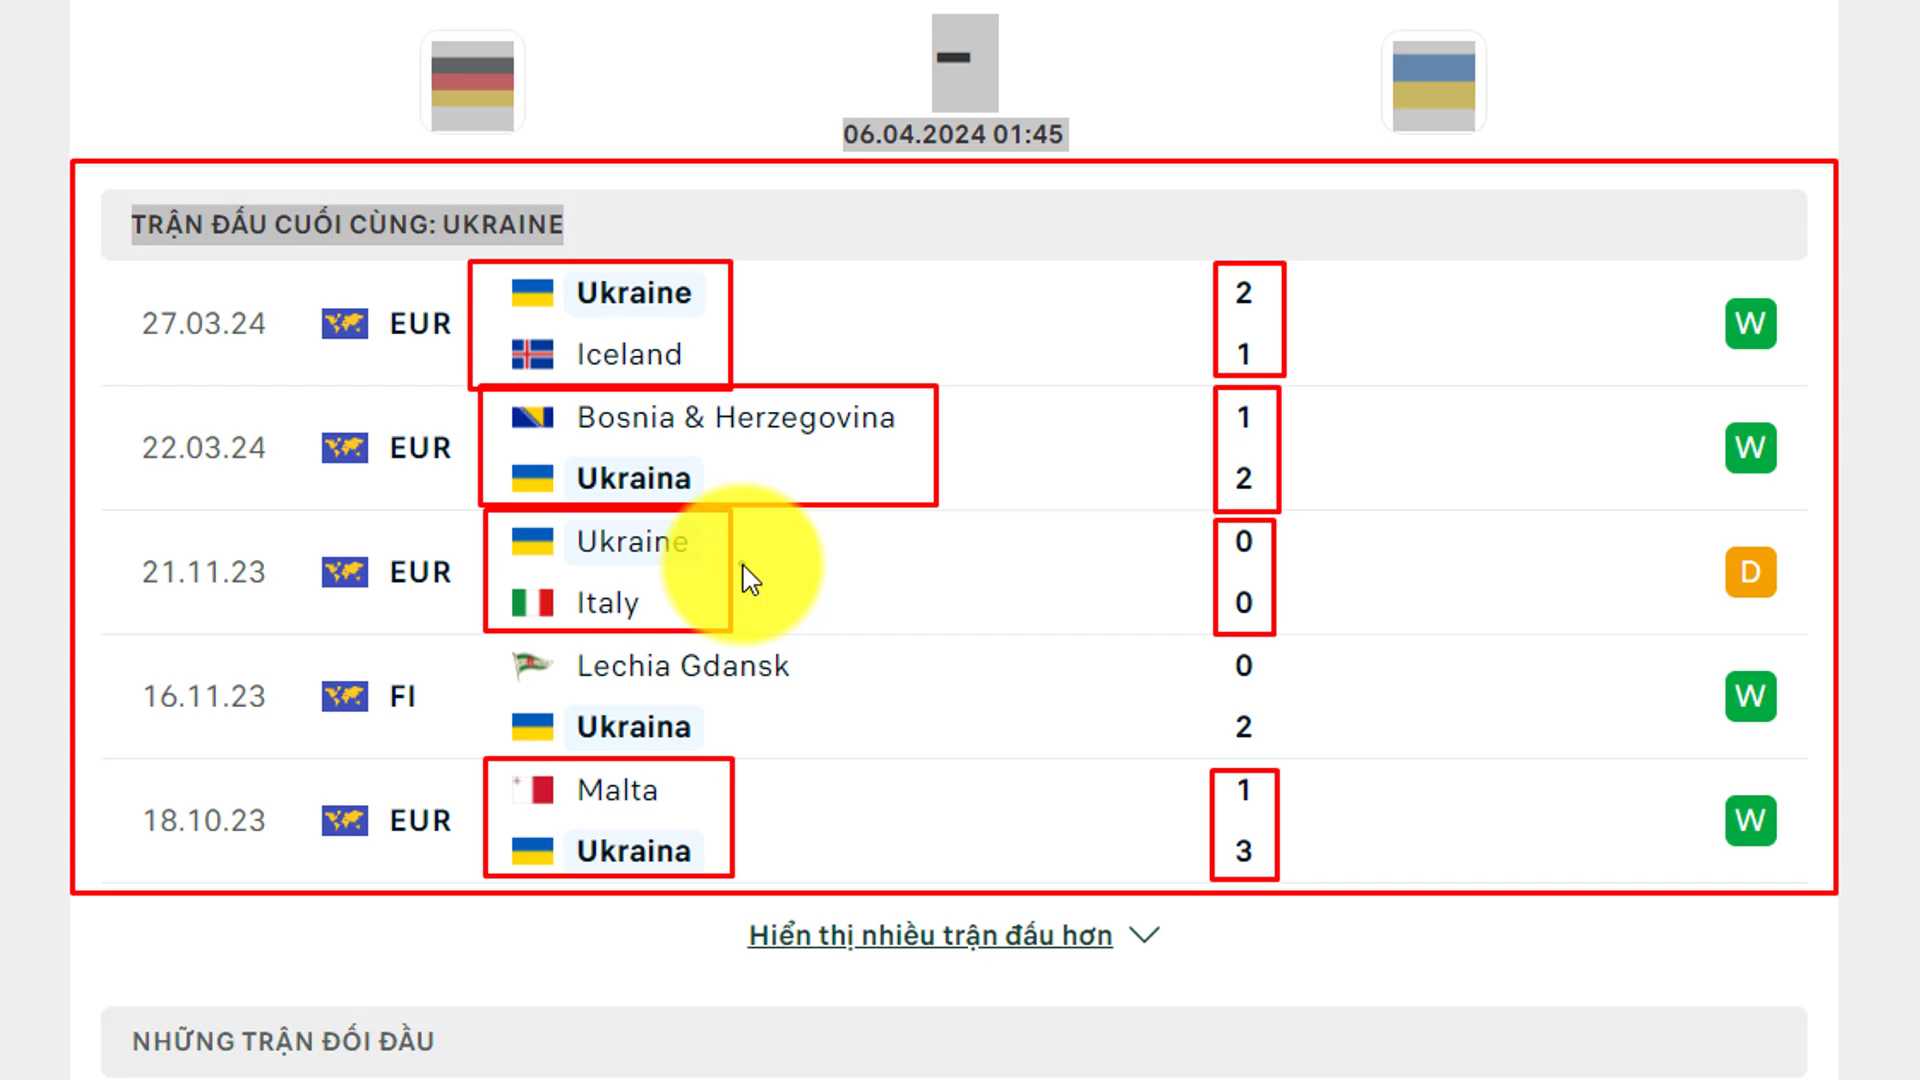 -
06.04.2024 01:45
TRẬN ĐẤU CUỐI CÙNG: UKRAINE
27.03.24 EUR Ukraine 2 W
Iceland 1
22.03.24 EUR Bosnia & Herzegovina 1 W
Ukraina 2
21.11.23 EUR Ukraine 0 D
Italy 0
16.11.23 FI Lechia Gdansk 0 W
Ukraina 2
18.10.23 EUR Malta 1 W
Ukraina 3
Hiển thị nhiều trận đấu hơn
NHỮNG TRẬN ĐỐI ĐẦU